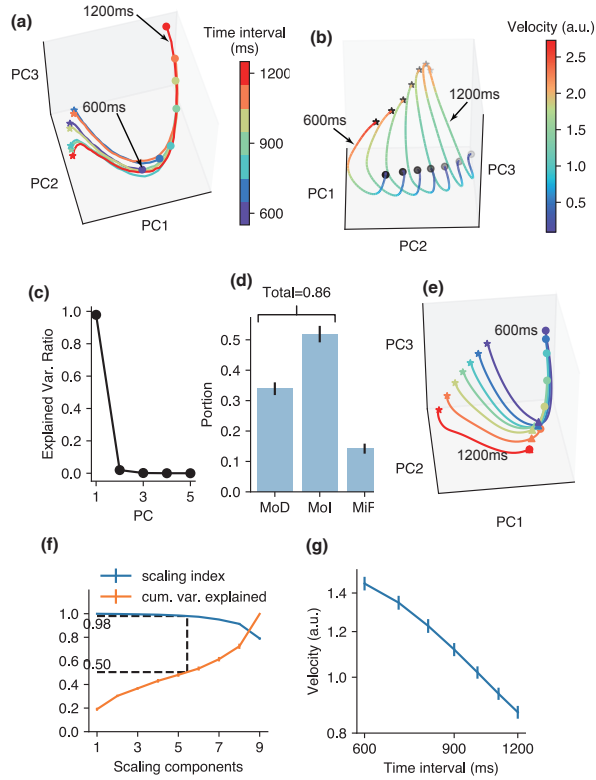 (a)
1200ms
Time interval
(ms)
PC3
600ms
PC2
PC1
1200
900
600
(b)
Velocity (a.u.)
600ms
1200ms
PC1
PC3
PC2
2.5
2.0
1.5
1.0
0.5
(c)
Explained Var. Ratio
1.0
0.8
0.6
0.4
0.2
0.0
1 3 5
PC
(d)
Total=0.86
Portion
0.5
0.4
0.3
0.2
0.1
0.0
MoD MoI MiF
(e)
PC3
600ms
PC2
1200ms
PC1
(f)
scaling index
cum. var. explained
1.0
0.98
0.8
0.6
0.50
0.4
0.2
0.0
1 3 5 7 9
Scaling components
(g)
Velocity (a.u.)
1.4
1.2
1.0
0.8
600 900 1200
Time interval (ms)